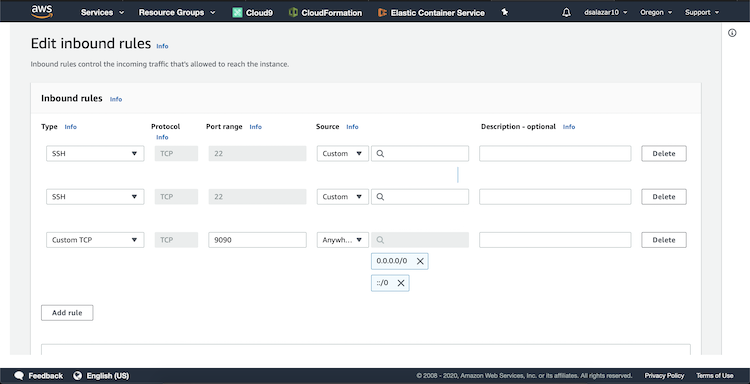 aws Services Resource Groups Cloud9 CloudFormation Elastic Container Service dsalazar10 Oregon Support
Edit inbound rules Info
Inbound rules control the incoming traffic that's allowed to reach the instance.
Inbound rules Info
Type Info Protocol Info Port range Info Source Info Description - optional Info
SSH TCP 22 Custom Delete
SSH TCP 22 Custom Delete
Custom TCP TCP 9090 Anywh... Delete
0.0.0.0/0
::/0
Add rule
Feedback English (US) © 2008 - 2020, Amazon Web Services, Inc. or its affiliates. All rights reserved. Privacy Policy Terms of Use